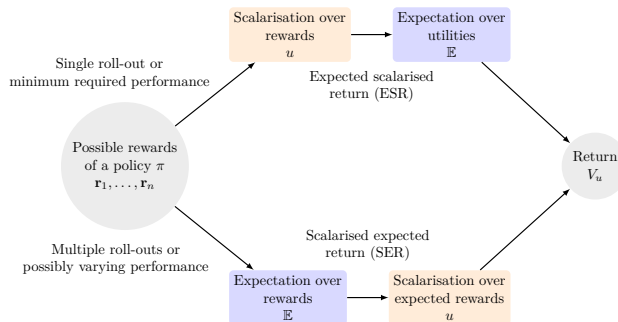 Scalarisation over
rewards
u
Expectation over
utilities
𝔼
Single roll-out or
minimum required performance
Expected scalarised
return (ESR)
Possible rewards
of a policy π
r₁, . . . , rₙ
Return
Vᵤ
Multiple roll-outs or
possibly varying performance
Scalarised expected
return (SER)
Expectation over
rewards
𝔼
Scalarisation over
expected rewards
u